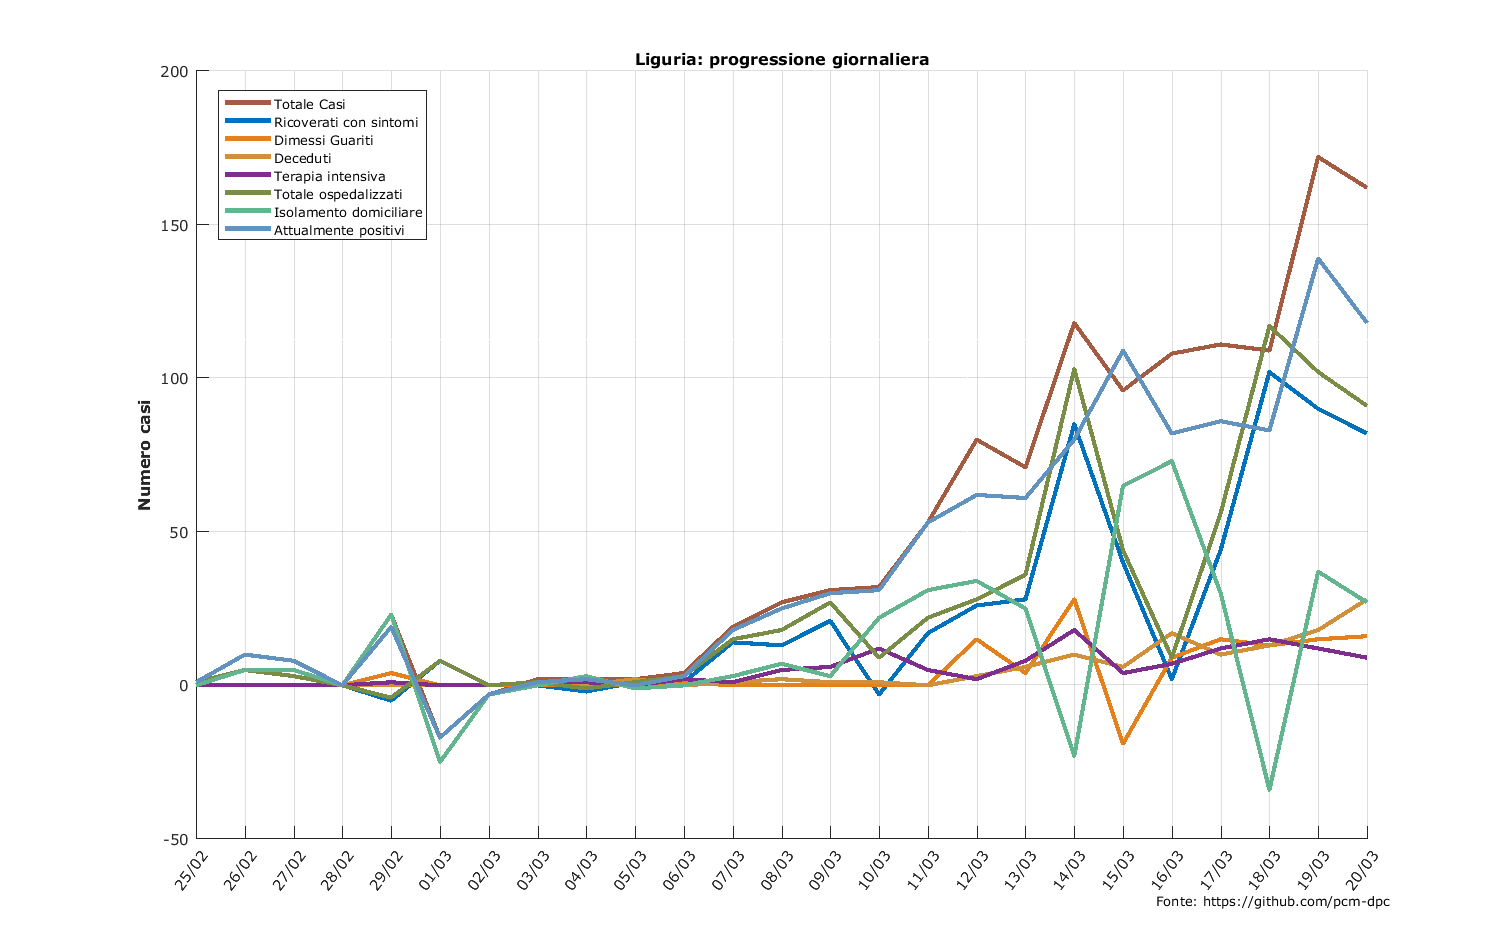 Liguria: progressione giornaliera
200
150
100
50
0
-50
Numero casi
Totale Casi
Ricoverati con sintomi
Dimessi Guariti
Deceduti
Terapia intensiva
Totale ospedalizzati
Isolamento domiciliare
Attualmente positivi
25/02
26/02
27/02
28/02
29/02
01/03
02/03
03/03
04/03
05/03
06/03
07/03
08/03
09/03
10/03
11/03
12/03
13/03
14/03
15/03
16/03
17/03
18/03
19/03
20/03
Fonte: https://github.com/pcm-dpc